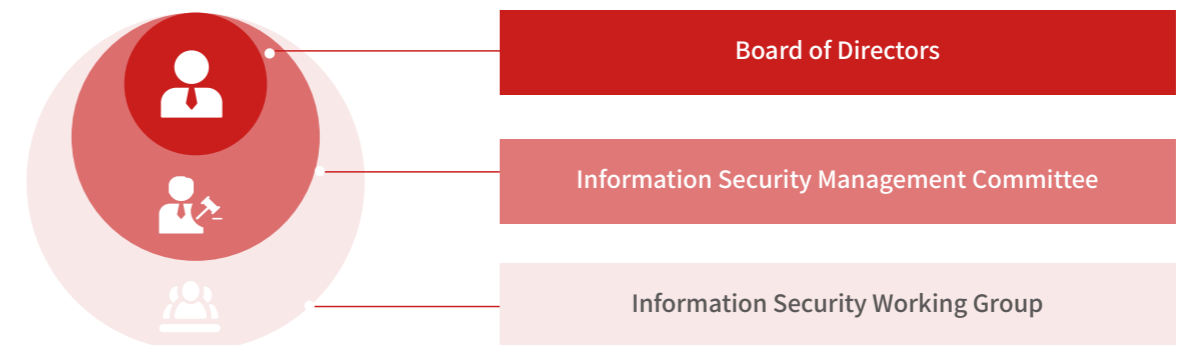 Board of Directors
Information Security Management Committee
Information Security Working Group